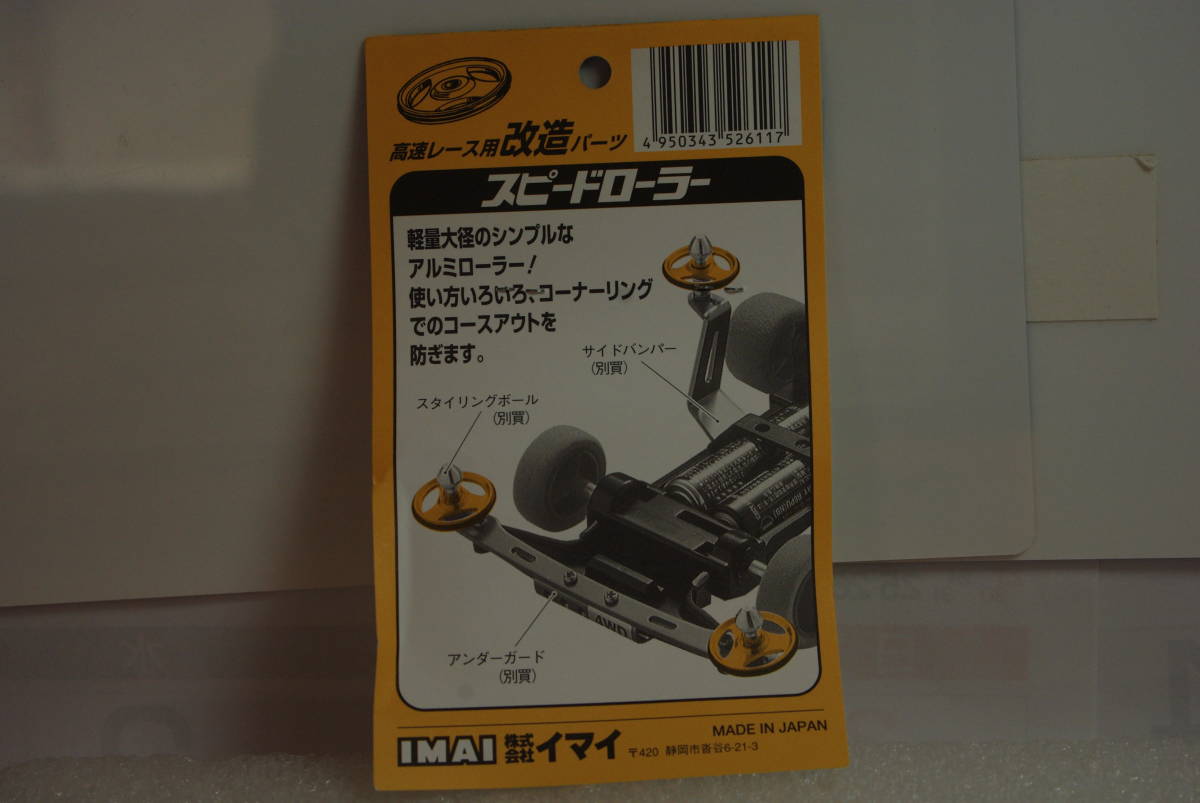 4 950343 526117
高速レース用改造パーツ
スピードローラー
軽量大径のシンプルな
アルミローラー!
使い方いろいろ、コーナーリング
でのコースアウトを
防ぎます。
サイドバンパー
(別買)
スタイリングボール
(別買)
4WD
アンダーガード
(別買)
MADE IN JAPAN
IMAI 株式会社イマイ 〒420 静岡市沓谷6-21-3